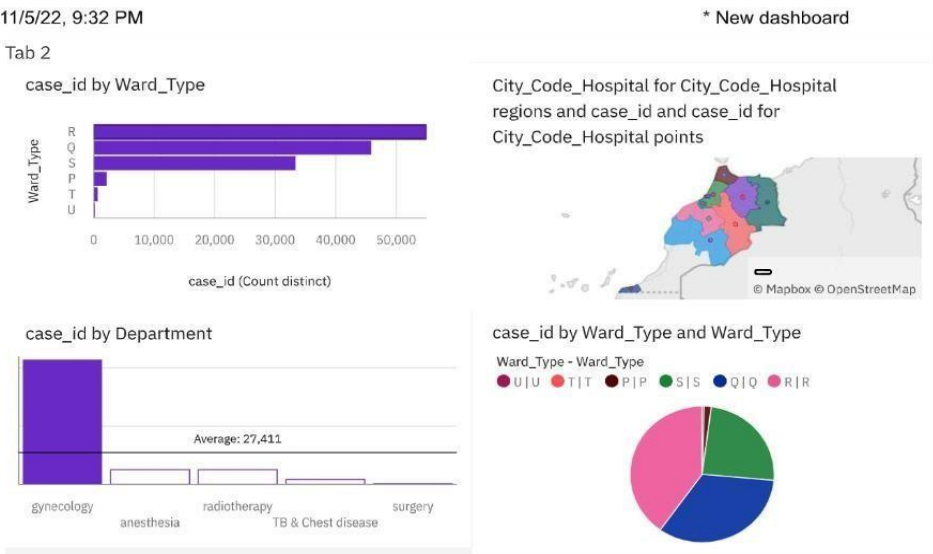 11/5/22, 9:32 PM
* New dashboard
Tab 2
case_id by Ward_Type
Ward_Type
R
Q
S
P
T
U
0 10,000 20,000 30,000 40,000 50,000
case_id (Count distinct)
City_Code_Hospital for City_Code_Hospital
regions and case_id and case_id for
City_Code_Hospital points
© Mapbox © OpenStreetMap
case_id by Department
Average: 27,411
gynecology anesthesia radiotherapy TB & Chest disease surgery
case_id by Ward_Type and Ward_Type
Ward_Type - Ward_Type
U|U T|T P|P S|S Q|Q R|R